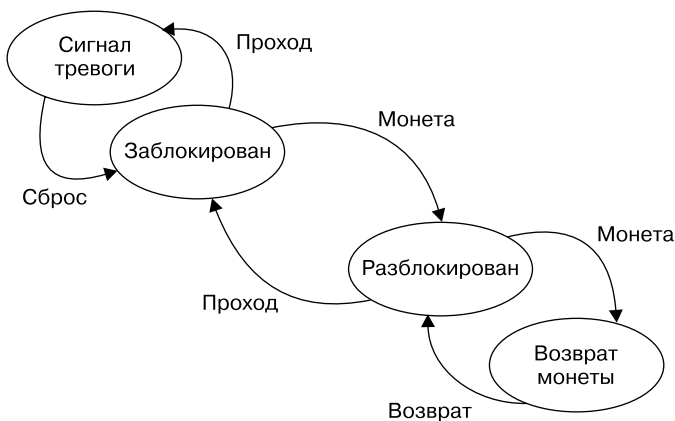 Сигнал
тревоги
Проход
Заблокирован
Монета
Сброс
Разблокирован
Монета
Проход
Возврат
монеты
Возврат